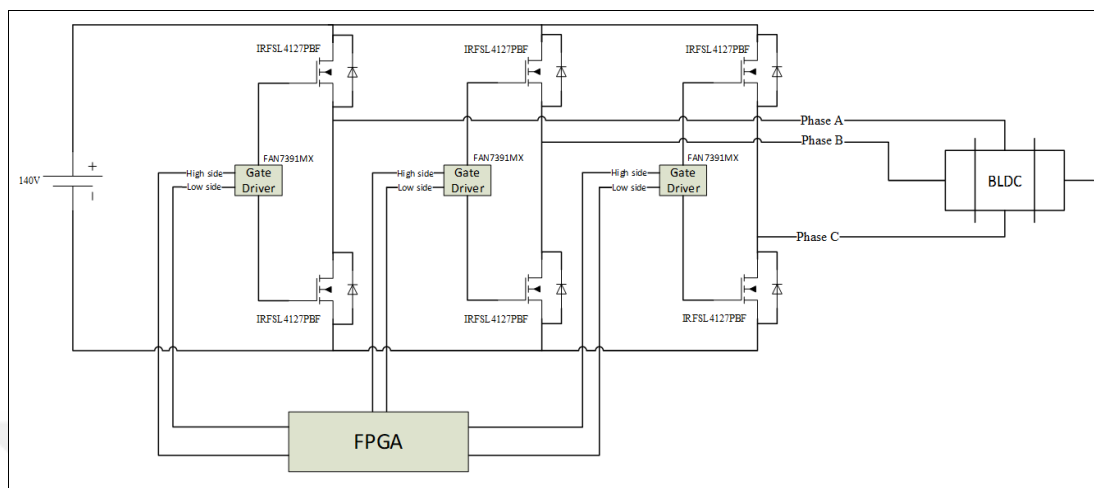 IRFSL4127PBF
IRFSL4127PBF
IRFSL4127PBF
Phase A
Phase B
FAN7391MX
FAN7391MX
FAN7391MX
140V
+
High side
Low side
Gate
Driver
High side
Low side
Gate
Driver
High side
Low side
Gate
Driver
BLDC
Phase C
IRFSL4127PBF
IRFSL4127PBF
IRFSL4127PBF
FPGA